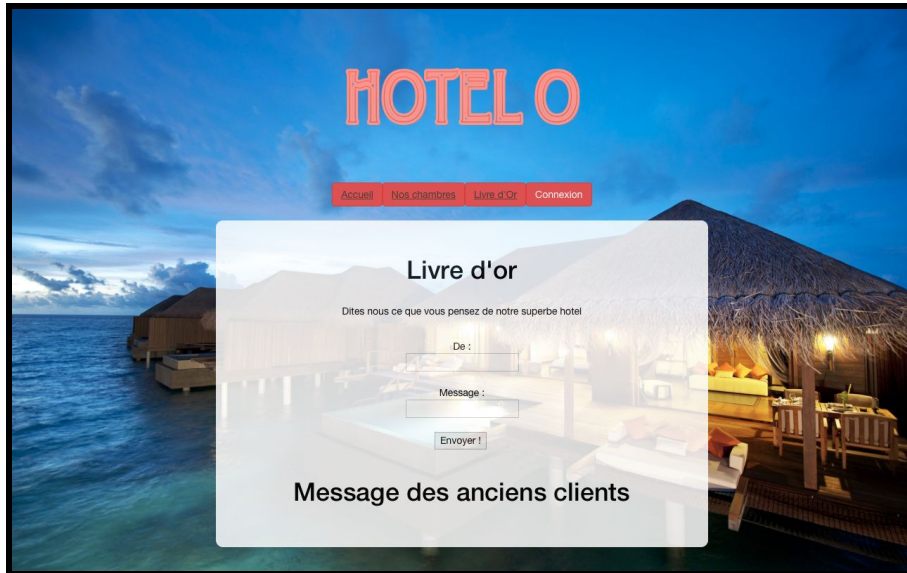 HOTEL O
Accueil Nos chambres Livre d'Or Connexion
Livre d'or
Dites nous ce que vous pensez de notre superbe hotel
De :
Message :
Envoyer !
Message des anciens clients